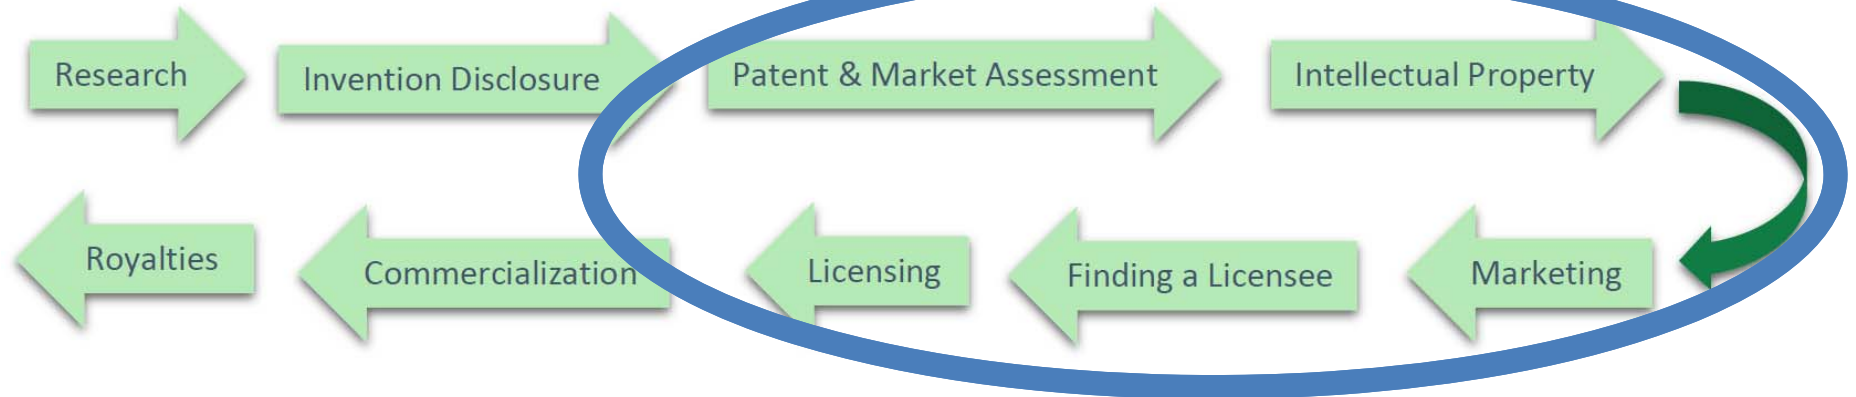 Research
Invention Disclosure
Patent & Market Assessment
Intellectual Property
Marketing
Finding a Licensee
Licensing
Commercialization
Royalties